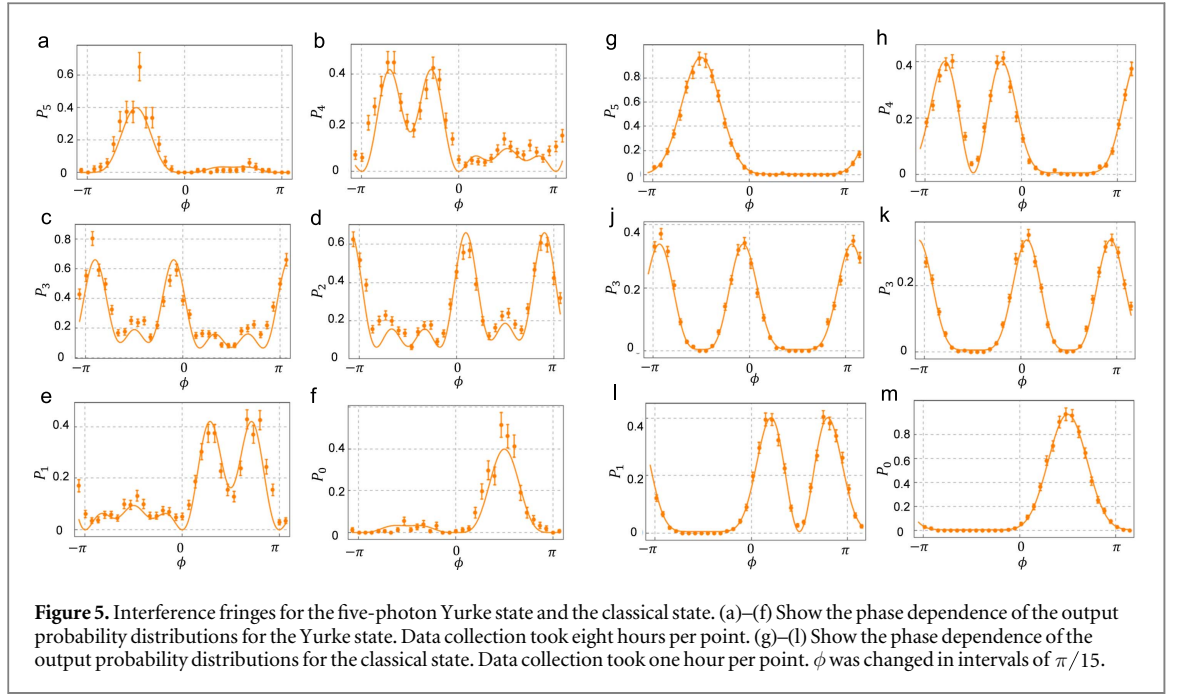 a
0.6
0.4
0.2
0
P5
−π
0
π
ϕ
b
0.4
0.2
0
P4
−π
0
π
ϕ
g
0.8
0.6
0.4
0.2
0
P5
−π
0
π
ϕ
h
0.4
0.2
0
P4
−π
0
π
ϕ
c
0.8
0.6
0.4
0.2
0
P3
−π
0
π
ϕ
d
0.6
0.4
0.2
0
P2
−π
0
π
ϕ
j
0.4
0.2
0
P3
−π
0
π
ϕ
k
0.2
0
P3
−π
0
π
ϕ
e
0.4
0.2
0
P1
−π
0
π
ϕ
f
0.4
0.2
0
P0
−π
0
π
ϕ
l
0.4
0.2
0
P1
−π
0
π
ϕ
m
0.8
0.6
0.4
0.2
0
P0
−π
0
π
ϕ
Figure 5. Interference fringes for the five-photon Yurke state and the classical state. (a)–(f) Show the phase dependence of the output
probability distributions for the Yurke state. Data collection took eight hours per point. (g)–(l) Show the phase dependence of the
output probability distributions for the classical state. Data collection took one hour per point. ϕ was changed in intervals of π/15.